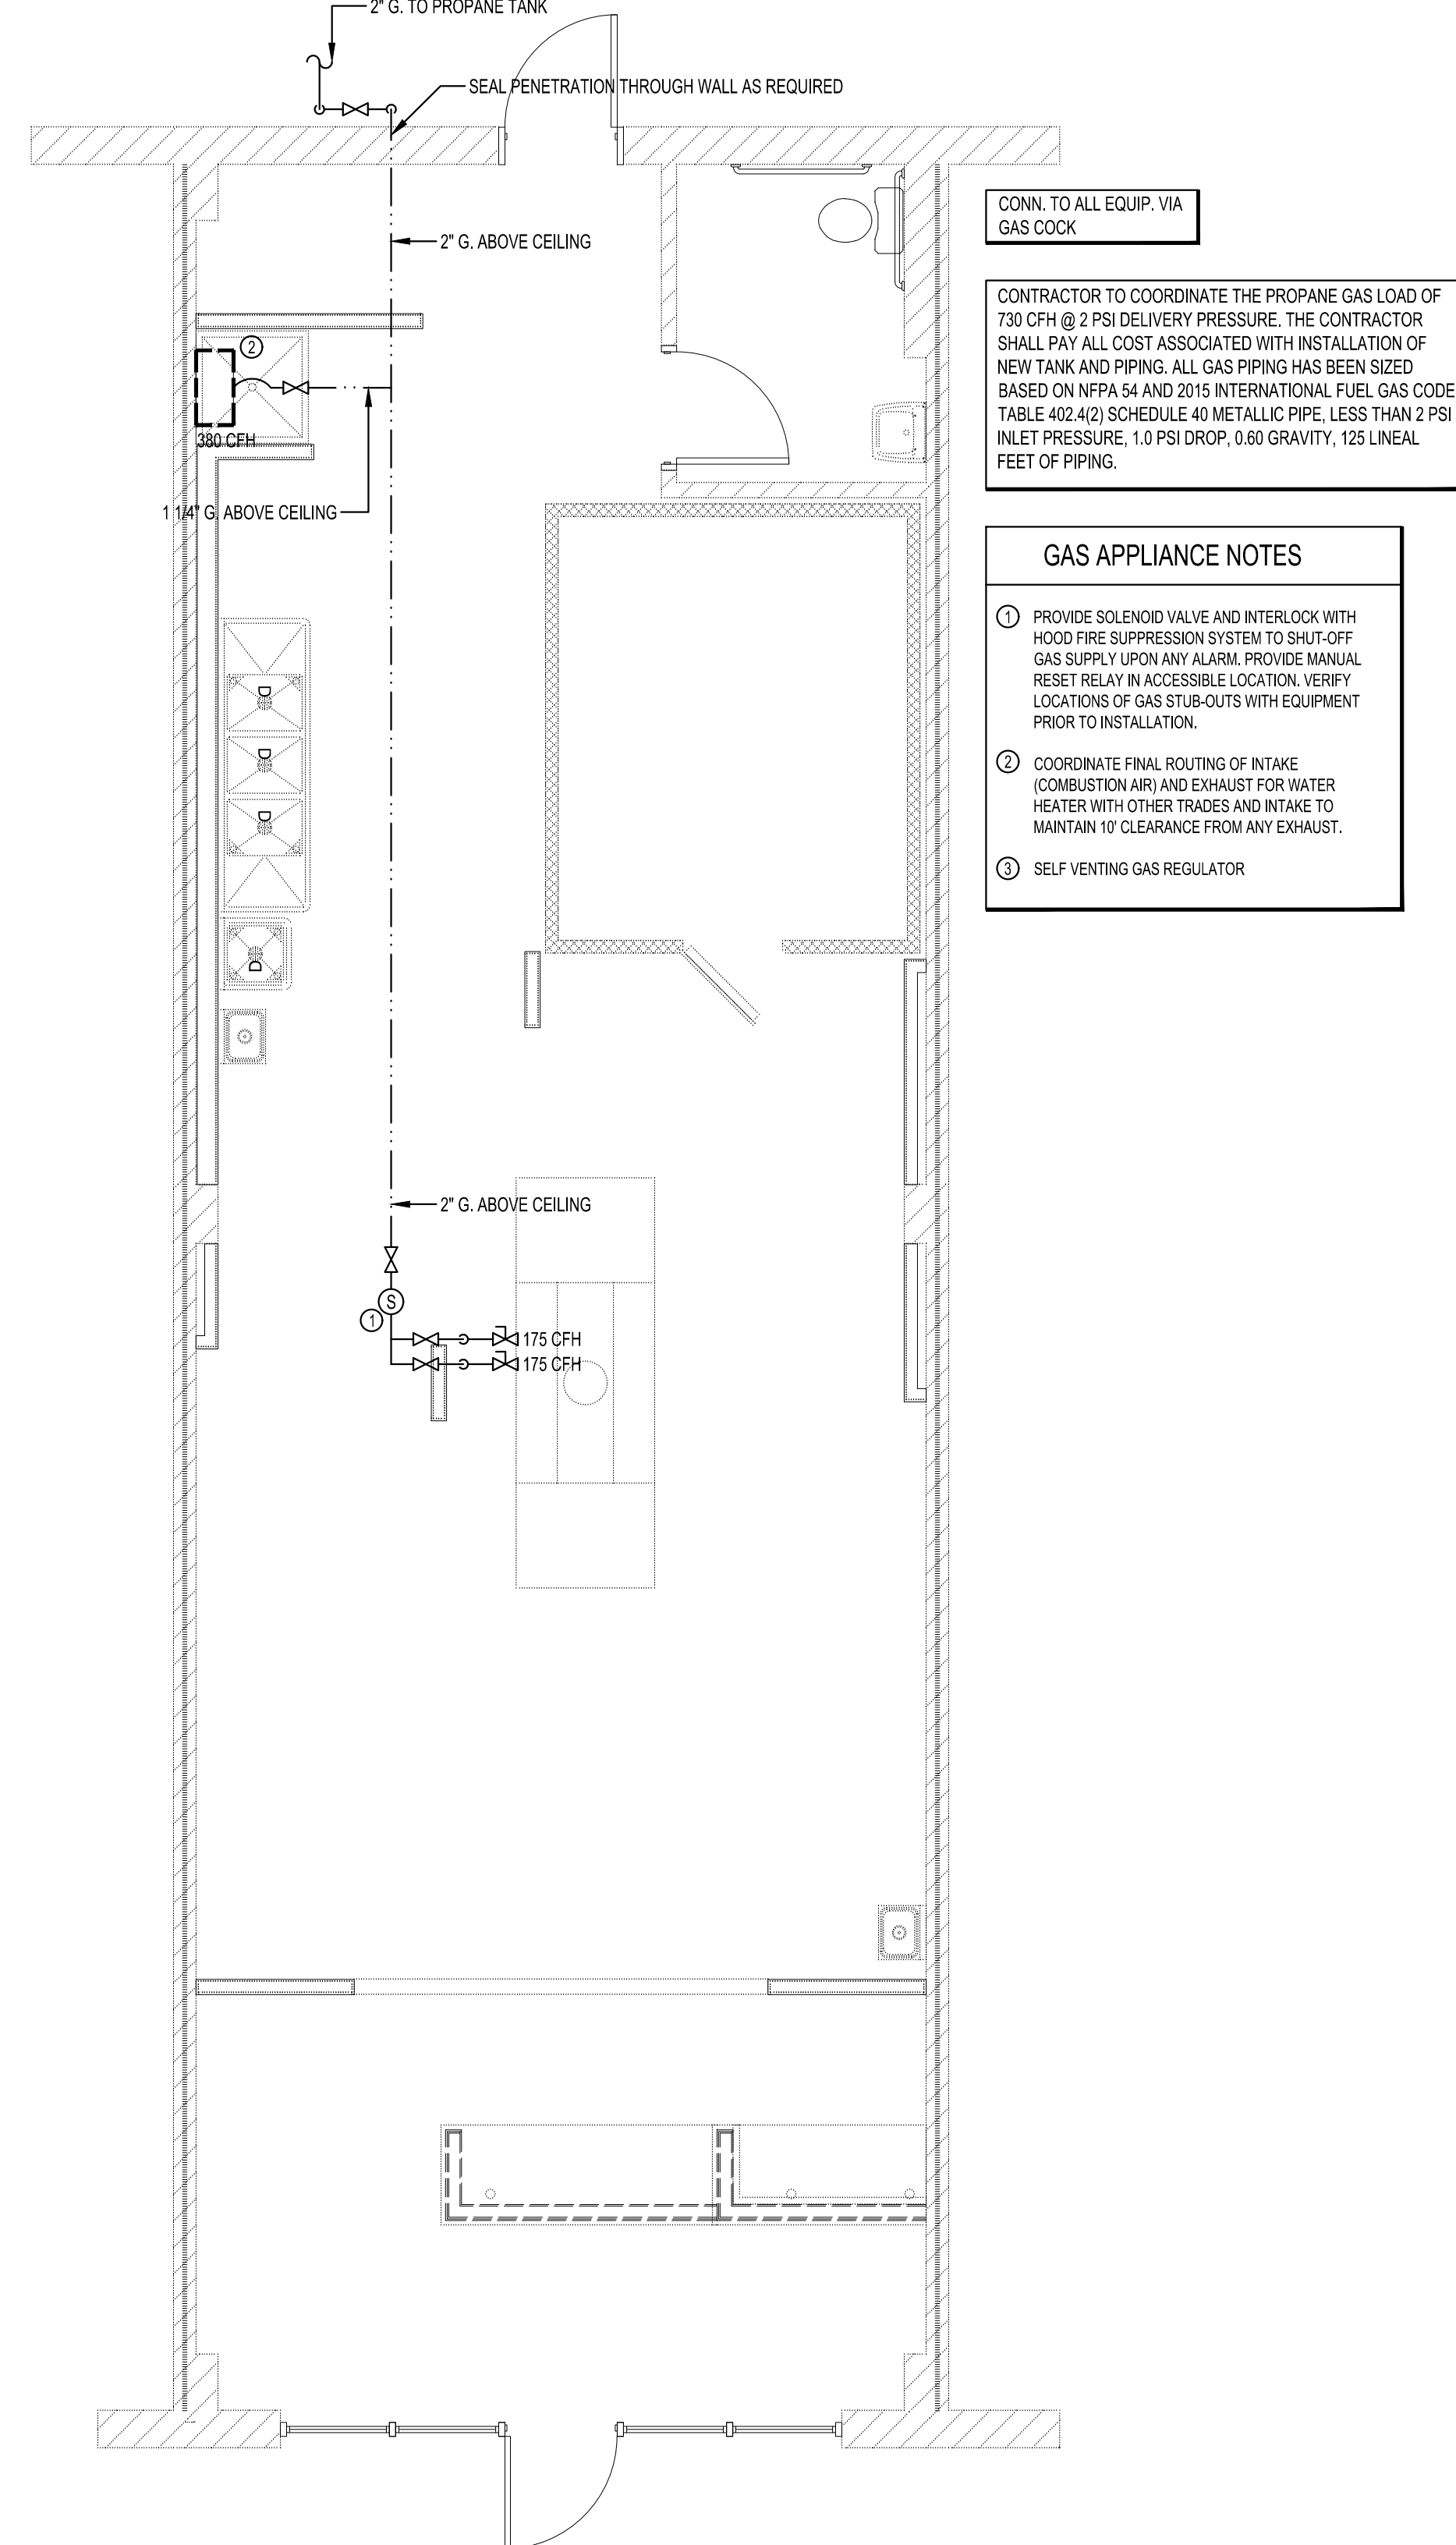 2" G. TO PROPANE TANK
SEAL PENETRATION THROUGH WALL AS REQUIRED
2" G. ABOVE CEILING
2
380 CFH
1 1/4" G. ABOVE CEILING
D
D
D
D
2" G. ABOVE CEILING
S
1
175 CFH
175 CFH
CONN. TO ALL EQUIP. VIA
GAS COCK
CONTRACTOR TO COORDINATE THE PROPANE GAS LOAD OF
730 CFH @ 2 PSI DELIVERY PRESSURE. THE CONTRACTOR
SHALL PAY ALL COST ASSOCIATED WITH INSTALLATION OF
NEW TANK AND PIPING. ALL GAS PIPING HAS BEEN SIZED
BASED ON NFPA 54 AND 2015 INTERNATIONAL FUEL GAS CODE
TABLE 402.4(2) SCHEDULE 40 METALLIC PIPE, LESS THAN 2 PSI
INLET PRESSURE, 1.0 PSI DROP, 0.60 GRAVITY, 125 LINEAL
FEET OF PIPING.
GAS APPLIANCE NOTES
1 PROVIDE SOLENOID VALVE AND INTERLOCK WITH
HOOD FIRE SUPPRESSION SYSTEM TO SHUT-OFF
GAS SUPPLY UPON ANY ALARM. PROVIDE MANUAL
RESET RELAY IN ACCESSIBLE LOCATION. VERIFY
LOCATIONS OF GAS STUB-OUTS WITH EQUIPMENT
PRIOR TO INSTALLATION.
2 COORDINATE FINAL ROUTING OF INTAKE
(COMBUSTION AIR) AND EXHAUST FOR WATER
HEATER WITH OTHER TRADES AND INTAKE TO
MAINTAIN 10' CLEARANCE FROM ANY EXHAUST.
3 SELF VENTING GAS REGULATOR